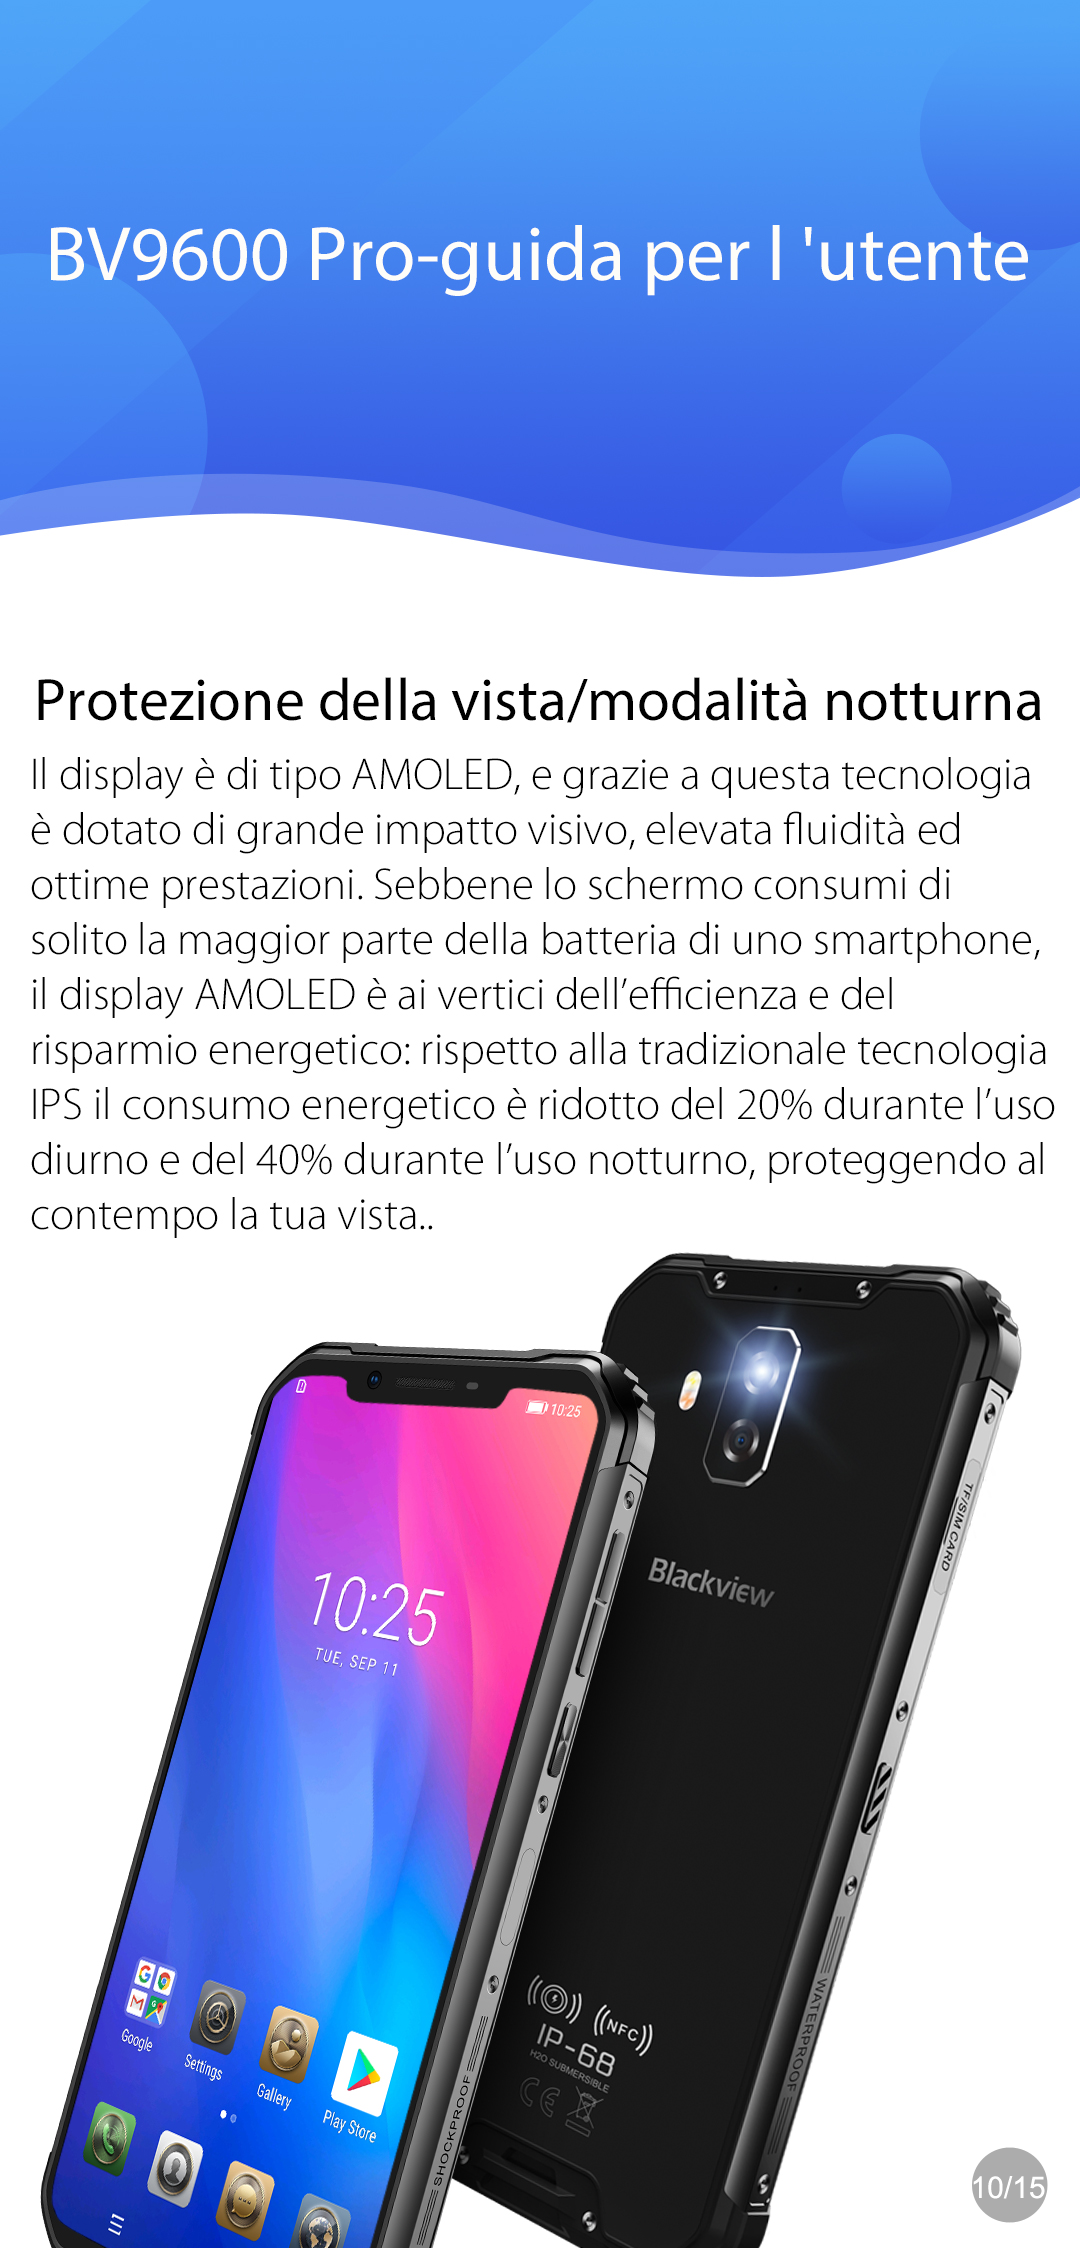 BV9600 Pro-guida per l 'utente
Protezione della vista/modalità notturna
Il display è di tipo AMOLED, e grazie a questa tecnologia
è dotato di grande impatto visivo, elevata fluidità ed
ottime prestazioni. Sebbene lo schermo consumi di
solito la maggior parte della batteria di uno smartphone,
il display AMOLED è ai vertici dell’efficienza e del
risparmio energetico: rispetto alla tradizionale tecnologia
IPS il consumo energetico è ridotto del 20% durante l’uso
diurno e del 40% durante l’uso notturno, proteggendo al
contempo la tua vista..
10:25
10:25
TUE, SEP 11
Google
Settings
Gallery
Play Store
SHOCKPROOF
TF/SIM CARD
Blackview
NFC
IP-68
H2O SUBMERSIBLE
CE
WATERPROOF
10/15